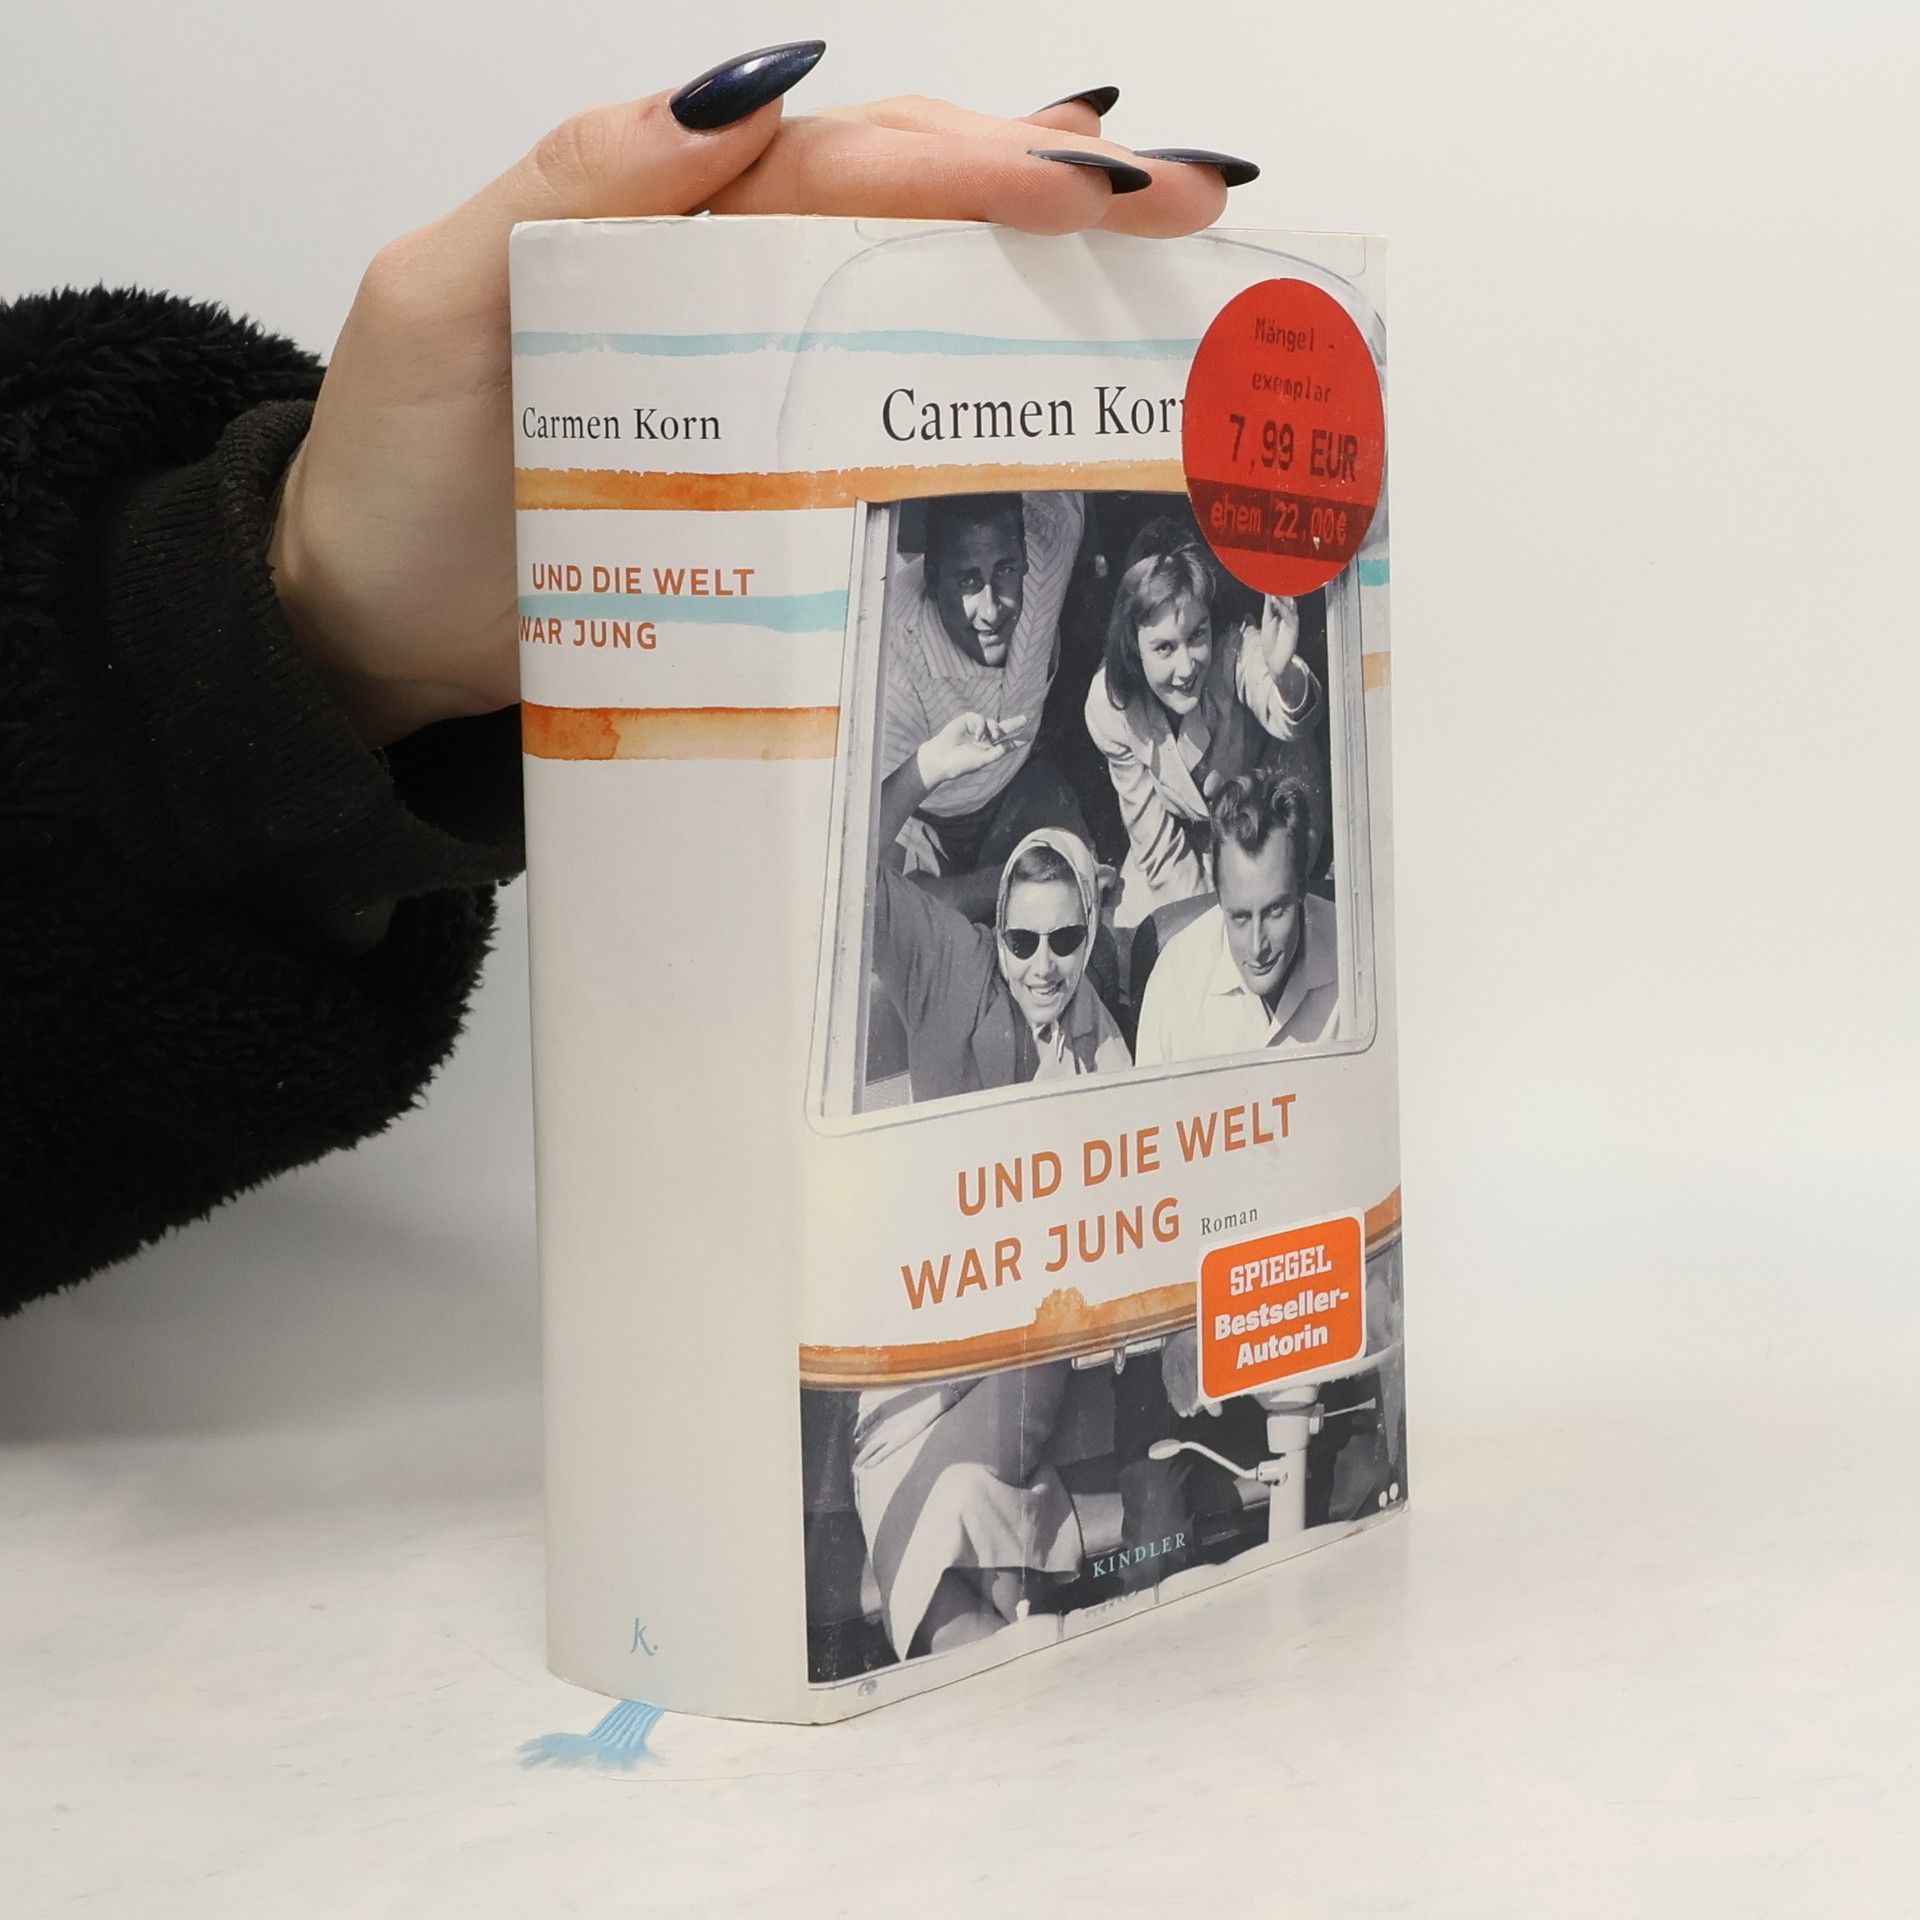 Carmen Korn
UND DIE WELT
WAR JUNG
k.
Carmen Kor
Mängel -
exemplar
7,99 EUR
ehem 22,00€
UND DIE WELT
WAR JUNG Roman
SPIEGEL
Bestseller-
Autorin
KINDLER